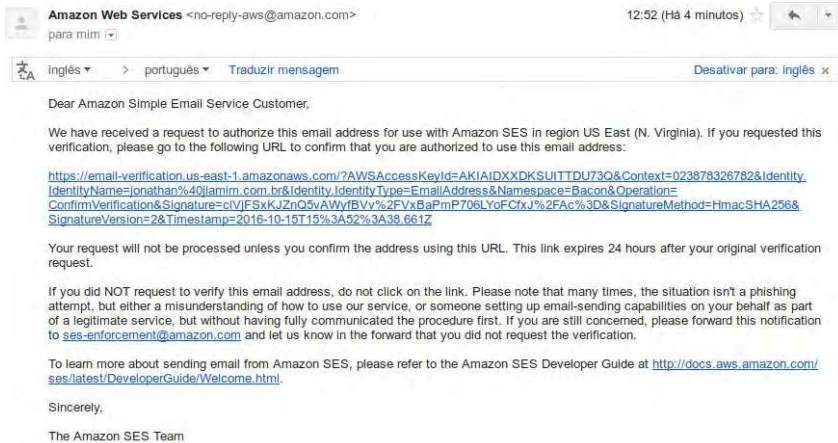 Amazon Web Services <no-reply-aws@amazon.com>
12:52 (Há 4 minutos)
para mim
inglês > português Traduzir mensagem
Desativar para: inglês x
Dear Amazon Simple Email Service Customer,
We have received a request to authorize this email address for use with Amazon SES in region US East (N. Virginia). If you requested this
verification, please go to the following URL to confirm that you are authorized to use this email address:
https://email-verification.us-east-1.amazonaws.com/?AWSAccessKeyId=AKIAIDXXDKSUITTDU73Q&Context=023878326782&Identity.
IdentityName=jonathan%40jlamim.com.br&Identity.IdentityType=EmailAddress&Namespace=Bacon&Operation=
ConfirmVerification&Signature=clVjFSxKJZnQ5vAWyfBVv%2FVxBaPmP706LYoFCfxJ%2FAc%3D&SignatureMethod=HmacSHA256&
SignatureVersion=2&Timestamp=2016-10-15T15%3A52%3A38.661Z
Your request will not be processed unless you confirm the address using this URL. This link expires 24 hours after your original verification
request.
If you did NOT request to verify this email address, do not click on the link. Please note that many times, the situation isn't a phishing
attempt, but either a misunderstanding of how to use our service, or someone setting up email-sending capabilities on your behalf as part
of a legitimate service, but without having fully communicated the procedure first. If you are still concerned, please forward this notification
to ses-enforcement@amazon.com and let us know in the forward that you did not request the verification.
To learn more about sending email from Amazon SES, please refer to the Amazon SES Developer Guide at http://docs.aws.amazon.com/
ses/latest/DeveloperGuide/Welcome.html.
Sincerely,
The Amazon SES Team